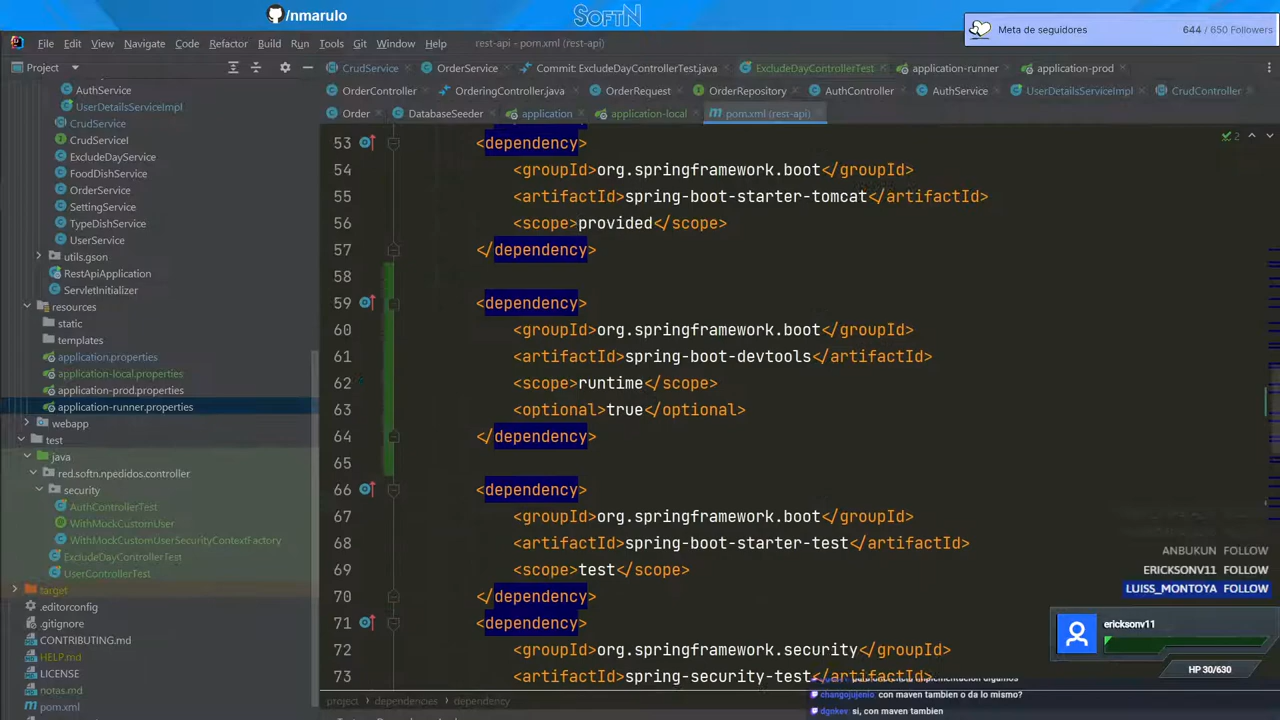 /nmarulo
SOFTN
Meta de seguidores
644 / 650 Followers
File Edit View Navigate Code Refactor Build Run Tools Git Window Help
rest-api - pom.xml (rest-api)
Project
CrudService
OrderService
Commit: ExcludeDayControllerTest.java
ExcludeDayControllerTest
application-runner
application-prod
OrderController
OrderingController.java
OrderRequest
OrderRepository
AuthController
AuthService
UserDetailsServiceImpl
CrudController
Order
DatabaseSeeder
application
application-local
pom.xml (rest-api)
AuthService
UserDetailsServiceImpl
CrudService
CrudServiceI
ExcludeDayService
FoodDishService
OrderService
SettingService
TypeDishService
UserService
utils.gson
RestApiApplication
ServletInitializer
resources
static
templates
application.properties
application-local.properties
application-prod.properties
application-runner.properties
webapp
test
java
red.softn.npedidos.controller
security
AuthControllerTest
WithMockCustomUser
WithMockCustomUserSecurityContextFactory
ExcludeDayControllerTest
UserControllerTest
target
.editorconfig
.gitignore
CONTRIBUTING.md
HELP.md
LICENSE
notas.md
pom.xml
53 <dependency>
54 <groupId>org.springframework.boot</groupId>
55 <artifactId>spring-boot-starter-tomcat</artifactId>
56 <scope>provided</scope>
57 </dependency>
58
59 <dependency>
60 <groupId>org.springframework.boot</groupId>
61 <artifactId>spring-boot-devtools</artifactId>
62 <scope>runtime</scope>
63 <optional>true</optional>
64 </dependency>
65
66 <dependency>
67 <groupId>org.springframework.boot</groupId>
68 <artifactId>spring-boot-starter-test</artifactId>
69 <scope>test</scope>
70 </dependency>
71 <dependency>
72 <groupId>org.springframework.security</groupId>
73 <artifactId>spring-security-test</artifactId>
2
project dependencies dependency
ANBUKUN FOLLOW
ERICKSONV11 FOLLOW
LUISS_MONTOYA FOLLOW
erickson­v11
HP 30/630
changojunio con maven tambien o da lo mismo?
dgnkev si, con maven tambien